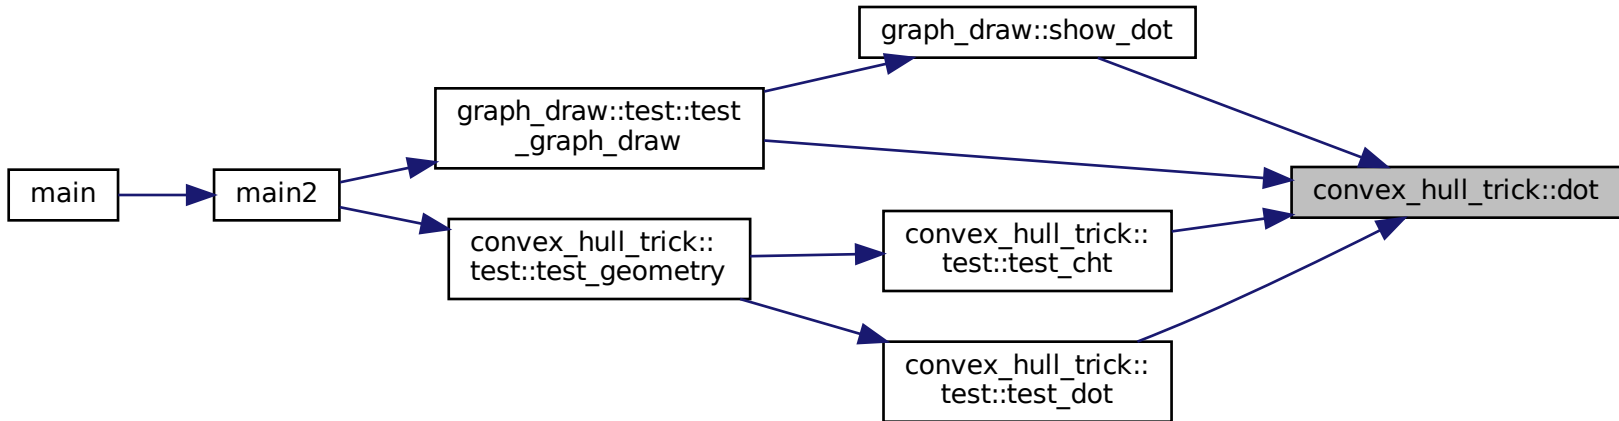 main
main2
graph_draw::test::test
_graph_draw
convex_hull_trick::
test::test_geometry
graph_draw::show_dot
convex_hull_trick::
test::test_cht
convex_hull_trick::
test::test_dot
convex_hull_trick::dot